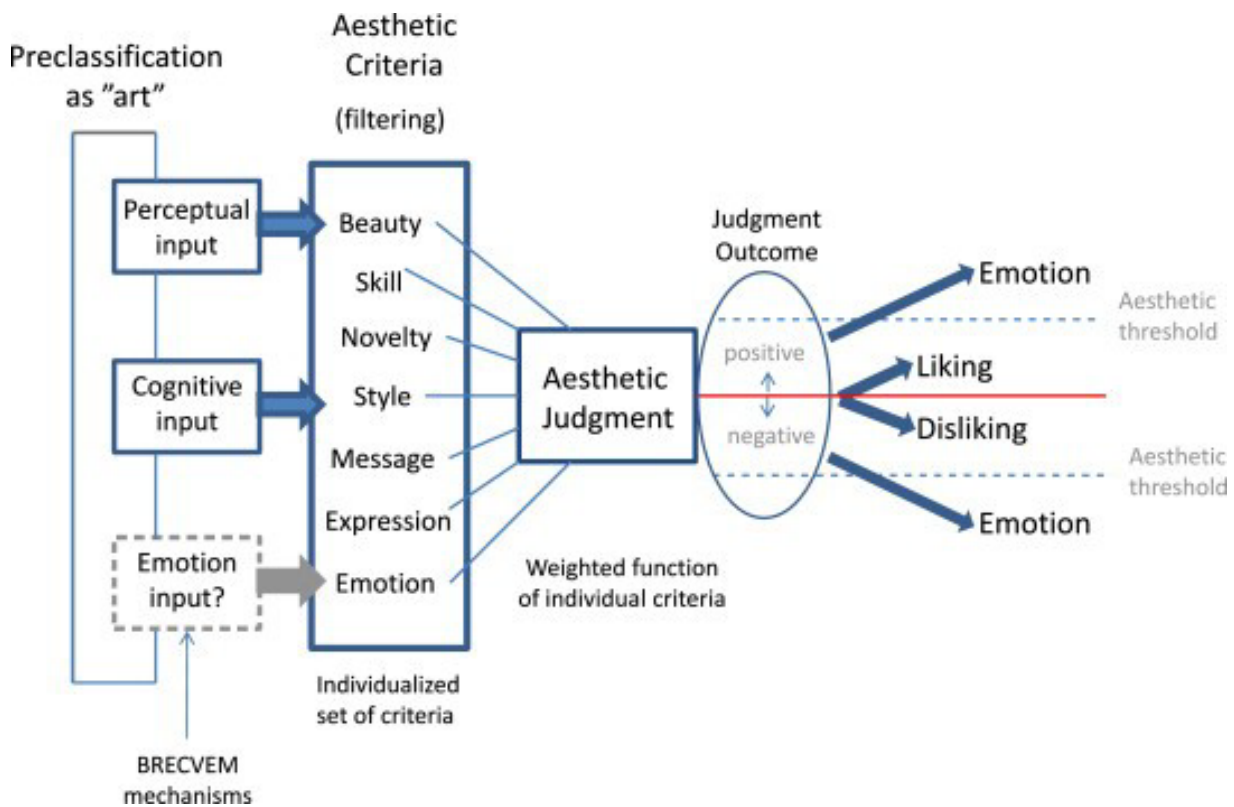 Preclassification
as ”art”
Aesthetic
Criteria
(filtering)
Perceptual
input
Cognitive
input
Emotion
input?
BRECVEM
mechanisms
Beauty
Skill
Novelty
Style
Message
Expression
Emotion
Individualized
set of criteria
Aesthetic
Judgment
Weighted function
of individual criteria
Judgment
Outcome
positive
negative
Emotion
Aesthetic
threshold
Liking
Disliking
Aesthetic
threshold
Emotion